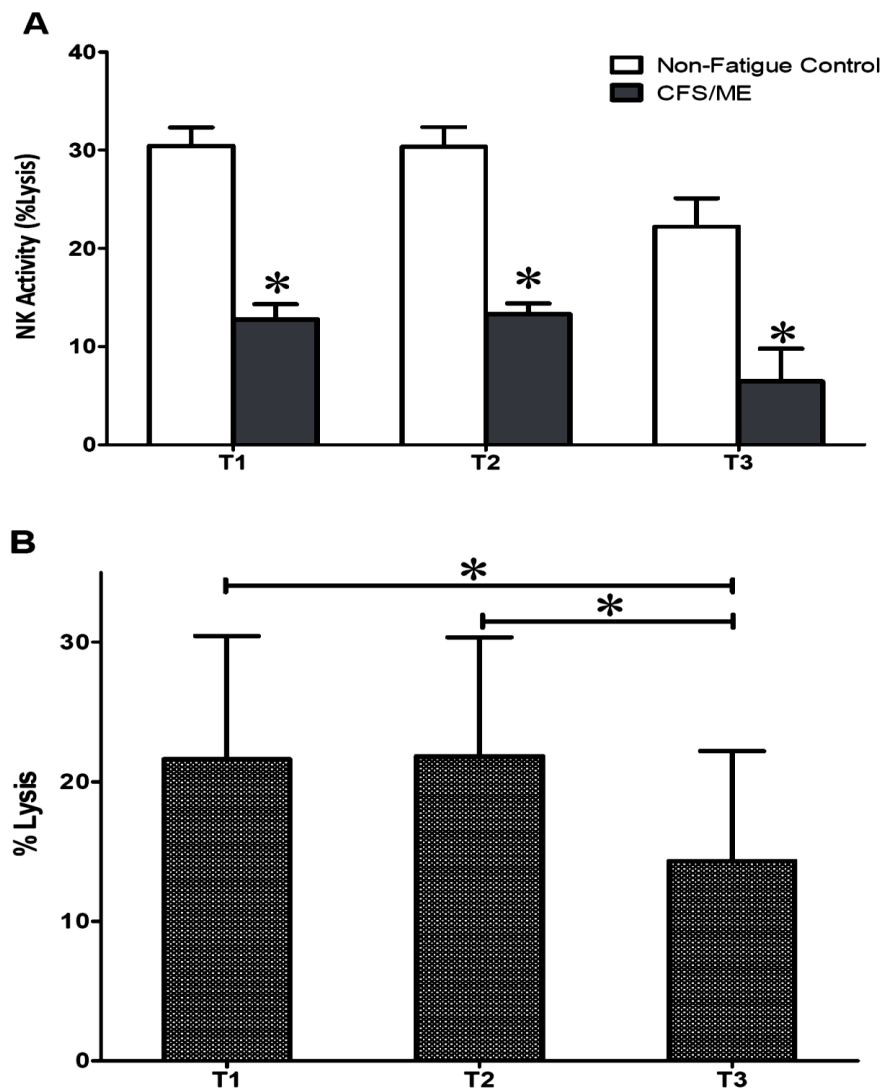 A
40
30
20
10
0
NK Activity (%Lysis)
Non-Fatigue Control
CFS/ME
*
*
*
T1
T2
T3
B
30
20
10
0
% Lysis
*
*
T1
T2
T3